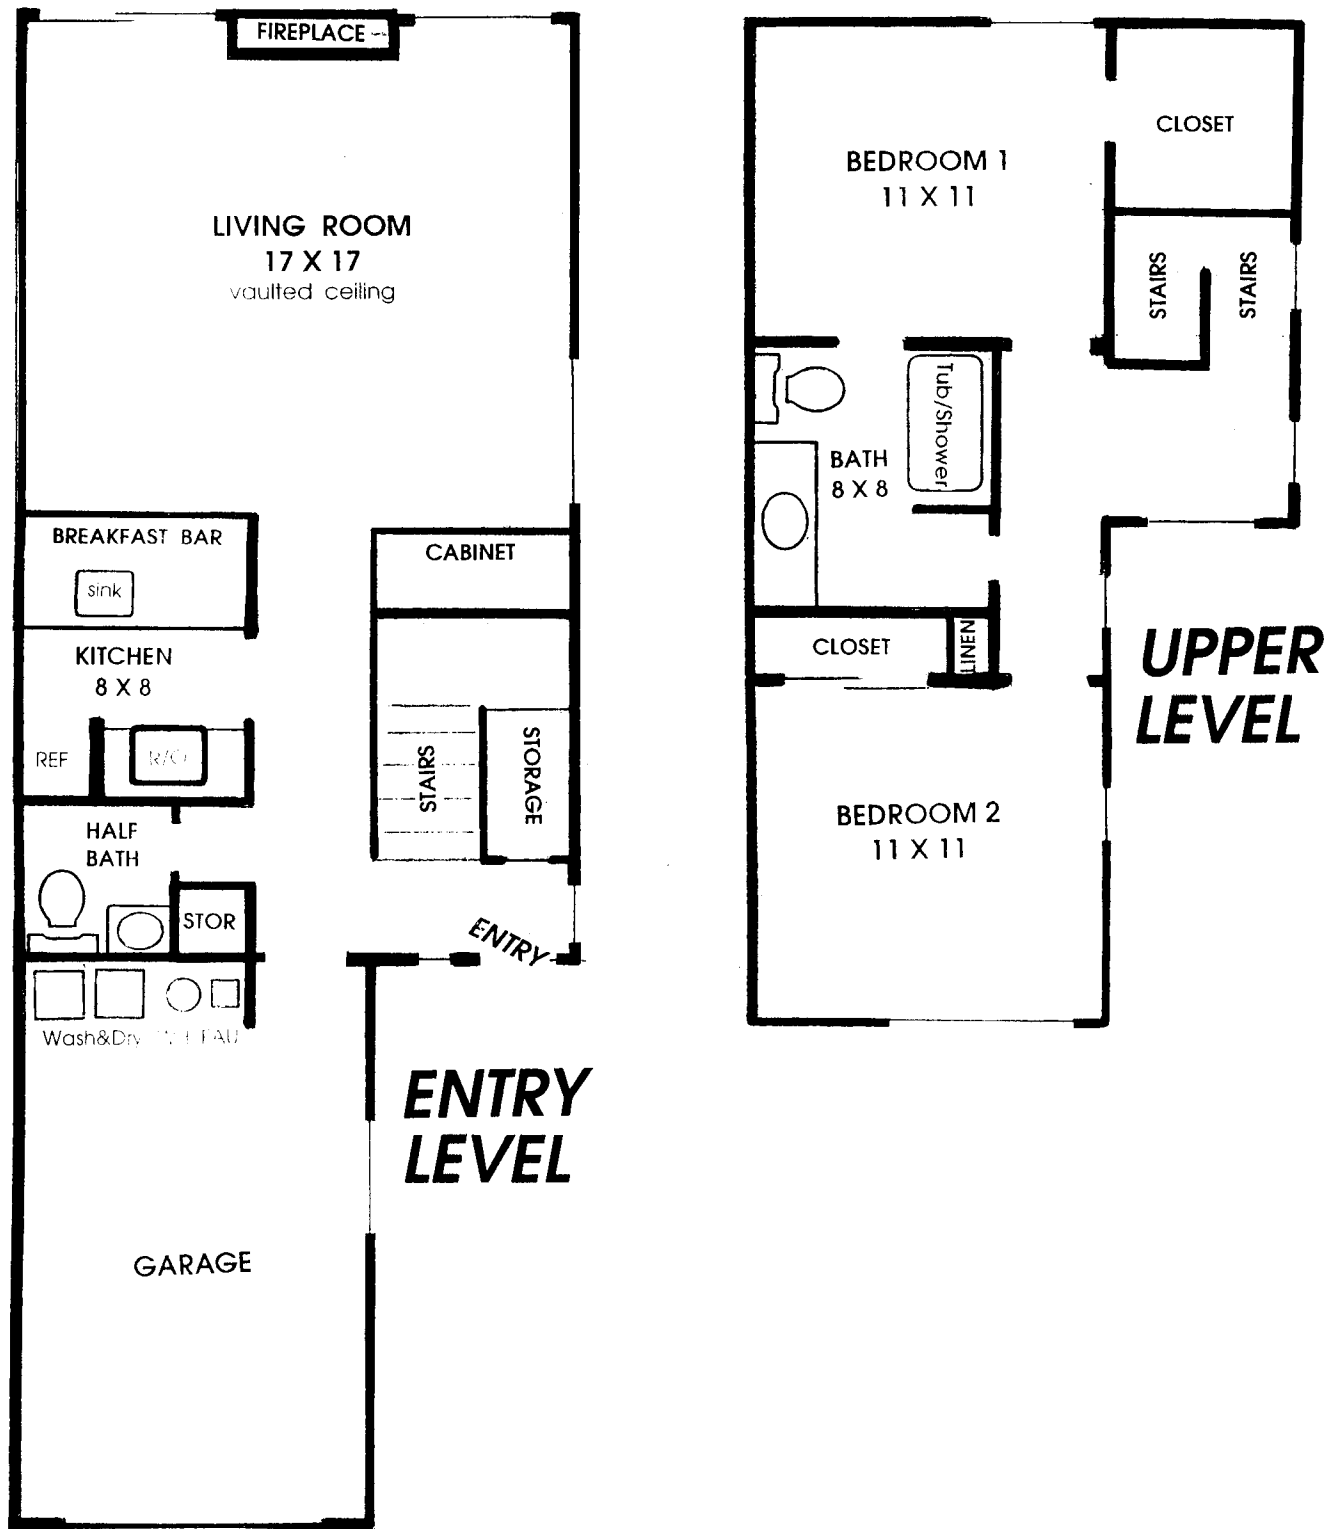 FIREPLACE
LIVING ROOM
17 X 17
vaulted ceiling
BREAKFAST BAR
sink
KITCHEN
8 X 8
REF
R/O
CABINET
STAIRS
STORAGE
HALF
BATH
STOR
ENTRY
Wash&Dry
FAU
ENTRY
LEVEL
GARAGE
BEDROOM 1
11 X 11
CLOSET
STAIRS
STAIRS
Tub/Shower
BATH
8 X 8
CLOSET
LINEN
UPPER
LEVEL
BEDROOM 2
11 X 11